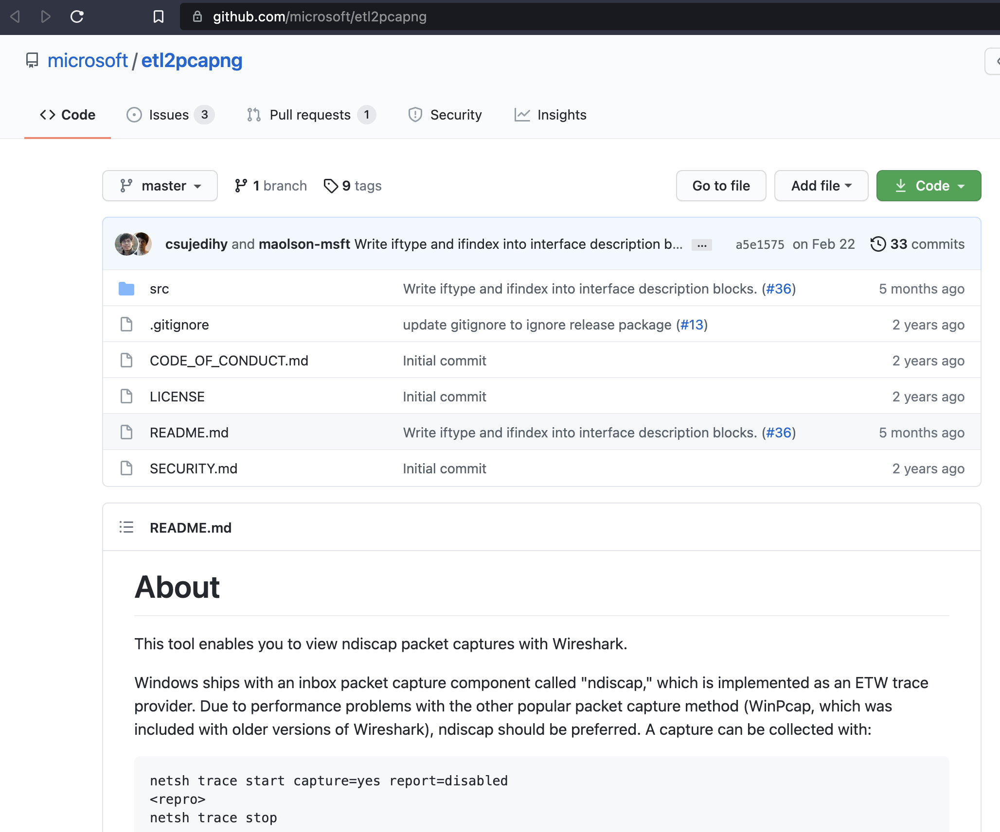 github.com/microsoft/etl2pcapng
microsoft / etl2pcapng
Code Issues 3 Pull requests 1 Security Insights
master 1 branch 9 tags Go to file Add file Code
csujedihy and maolson-msft Write iftype and ifindex into interface description b... ... a5e1575 on Feb 22 33 commits
src Write iftype and ifindex into interface description blocks. (#36) 5 months ago
.gitignore update gitignore to ignore release package (#13) 2 years ago
CODE_OF_CONDUCT.md Initial commit 2 years ago
LICENSE Initial commit 2 years ago
README.md Write iftype and ifindex into interface description blocks. (#36) 5 months ago
SECURITY.md Initial commit 2 years ago
README.md
About
This tool enables you to view ndiscap packet captures with Wireshark.
Windows ships with an inbox packet capture component called "ndiscap," which is implemented as an ETW trace
provider. Due to performance problems with the other popular packet capture method (WinPcap, which was
included with older versions of Wireshark), ndiscap should be preferred. A capture can be collected with:
netsh trace start capture=yes report=disabled
<repro>
netsh trace stop